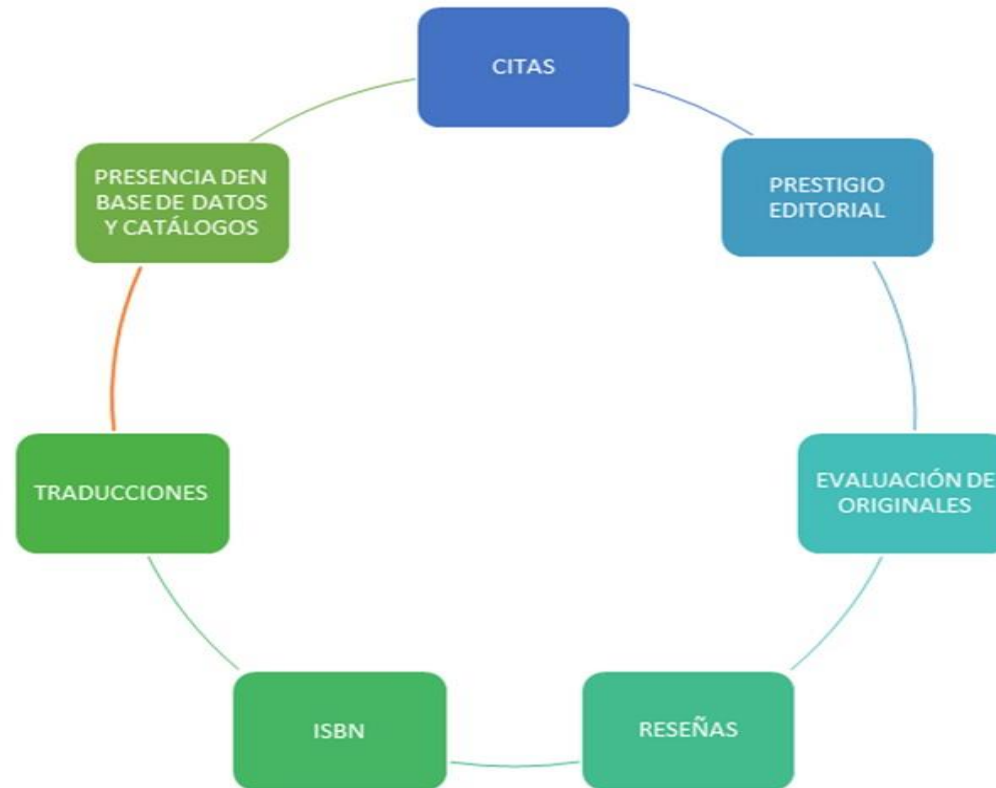 CITAS
PRESTIGIO
EDITORIAL
EVALUACIÓN DE
ORIGINALES
RESEÑAS
ISBN
TRADUCCIONES
PRESENCIA DEN
BASE DE DATOS
Y CATÁLOGOS